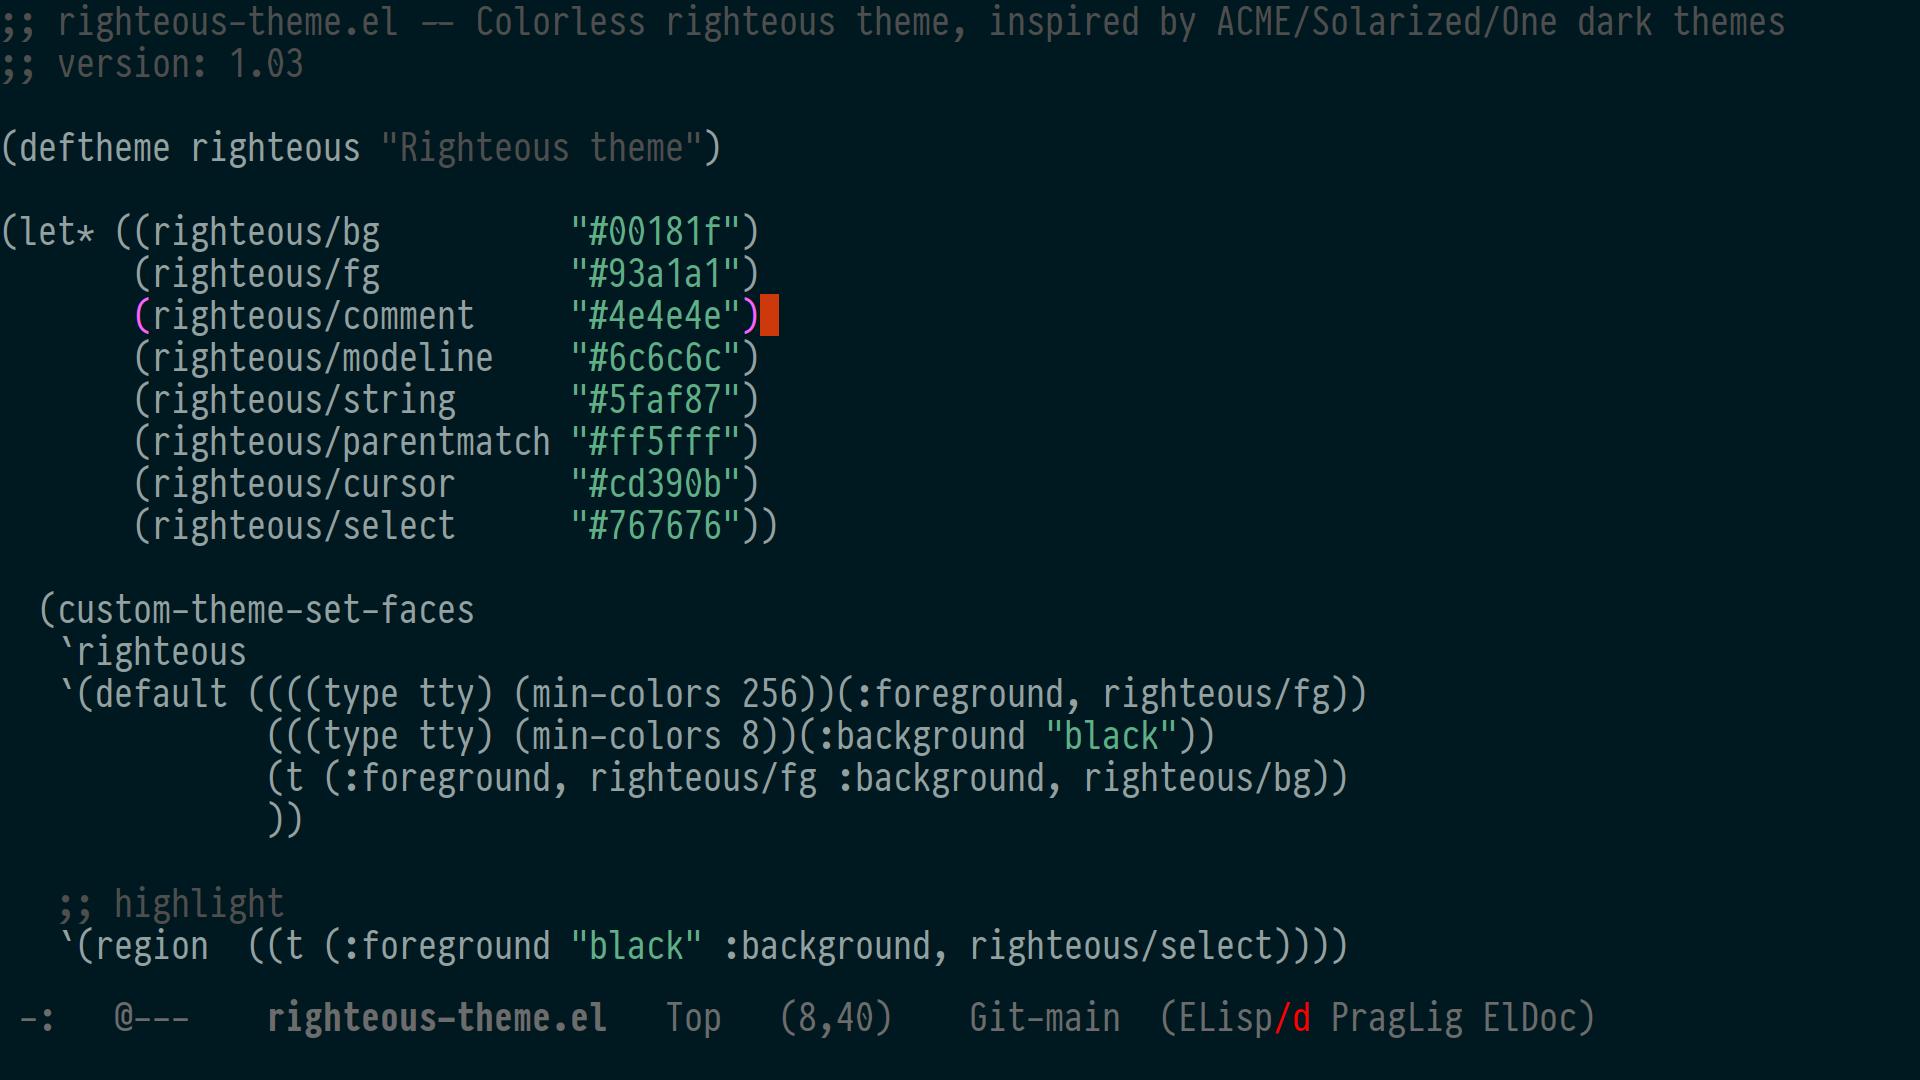 ;; righteous-theme.el -- Colorless righteous theme, inspired by ACME/Solarized/One dark themes
;; version: 1.03

(deftheme righteous "Righteous theme")

(let* ((righteous/bg          "#00181f")
       (righteous/fg          "#93a1a1")
       (righteous/comment     "#4e4e4e")
       (righteous/modeline    "#6c6c6c")
       (righteous/string      "#5faf87")
       (righteous/parentmatch "#ff5fff")
       (righteous/cursor      "#cd390b")
       (righteous/select      "#767676"))

  (custom-theme-set-faces
   `righteous
   `(default ((((type tty) (min-colors 256))(:foreground, righteous/fg))
              (((type tty) (min-colors 8))(:background "black"))
              (t (:foreground, righteous/fg :background, righteous/bg))
              ))

   ;; highlight
   `(region  ((t (:foreground "black" :background, righteous/select))))
 -:   @---    righteous-theme.el   Top   (8,40)    Git-main  (ELisp/d PragLig ElDoc)